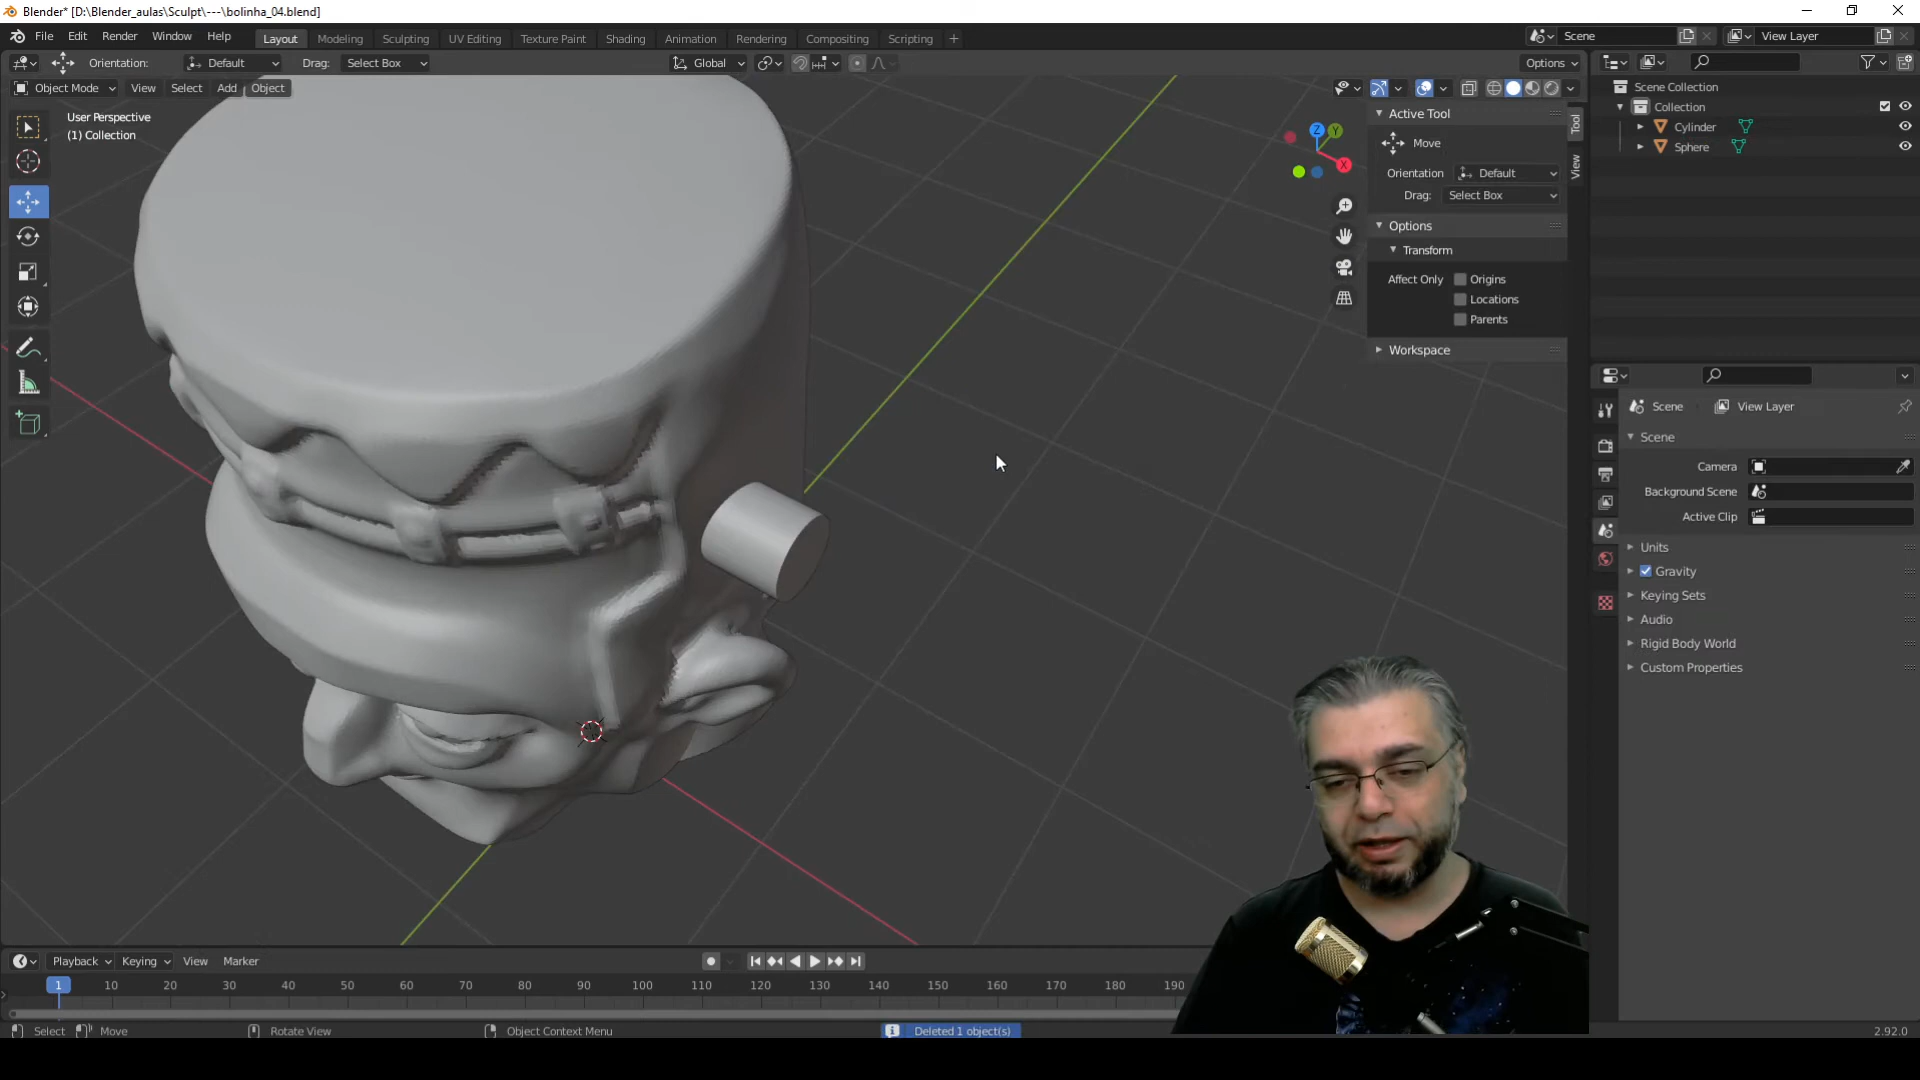 Blender* [D:\Blender_aulas\Sculpt\---\bolinha_04.blend]
File Edit Render Window Help Layout Modeling Sculpting UV Editing Texture Paint Shading Animation Rendering Compositing Scripting + Scene View Layer
Orientation: Default Drag: Select Box Global Options
Object Mode View Select Add Object
User Perspective
(1) Collection
Active Tool
Move
Orientation Default
Drag: Select Box
Options
Transform
Affect Only Origins
Locations
Parents
Workspace
Tool
View
Z
Y
X
Scene Collection
Collection
Cylinder
Sphere
Scene View Layer
Scene
Camera
Background Scene
Active Clip
Units
Gravity
Keying Sets
Audio
Rigid Body World
Custom Properties
Playback Keying View Marker
1 10 20 30 40 50 60 70 80 90 100 110 120 130 140 150 160 170 180 190
Select Move Rotate View Object Context Menu Deleted 1 object(s) 2.92.0